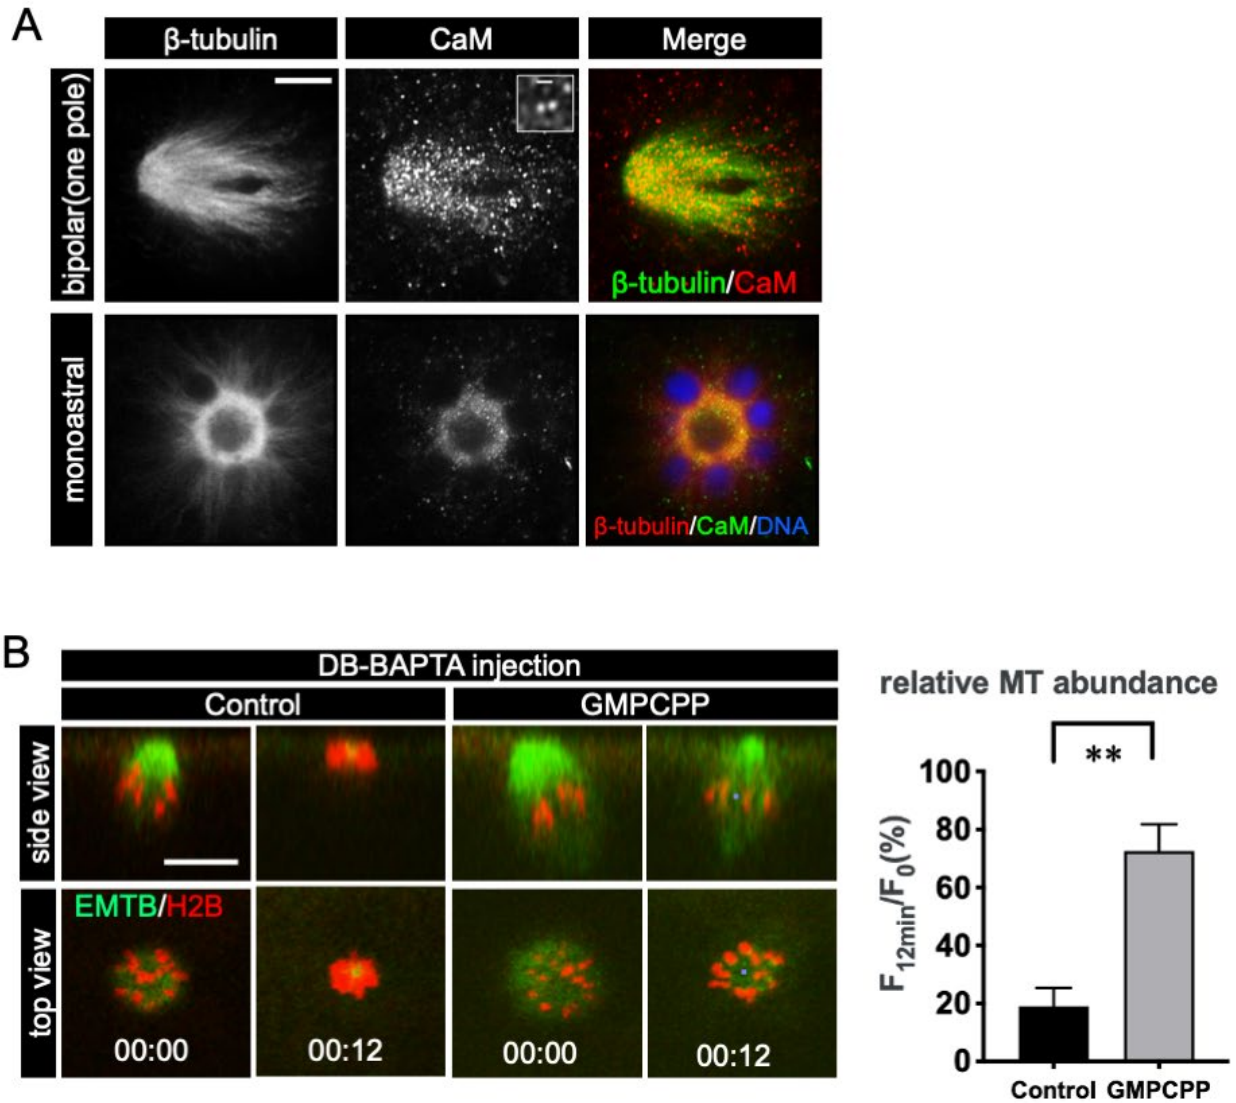 A
β-tubulin
CaM
Merge
bipolar(one pole)
β-tubulin/CaM
monoastral
β-tubulin/CaM/DNA
B
DB-BAPTA injection
Control
GMPCPP
side view
EMTB/H2B
top view
00:00
00:12
00:00
00:12
relative MT abundance
**
F12min/F0(%)
100
80
60
40
20
0
Control
GMPCPP